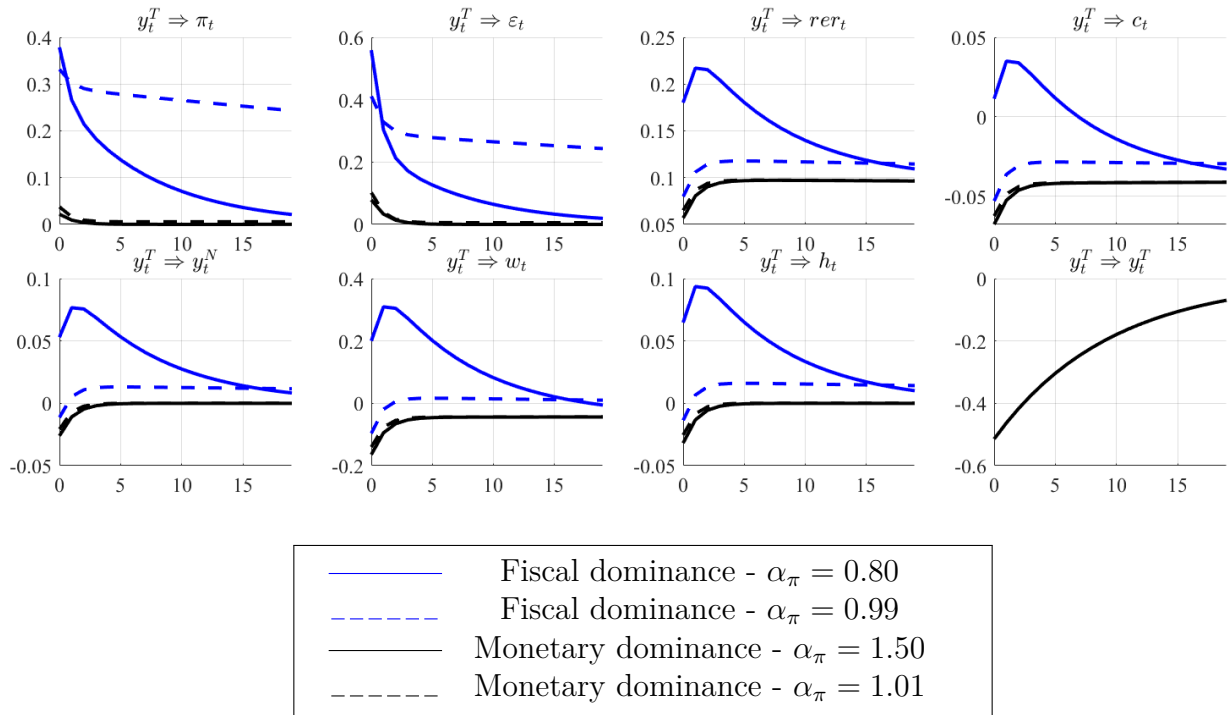 y_t^T ⇒ π_t
y_t^T ⇒ ε_t
y_t^T ⇒ rer_t
y_t^T ⇒ c_t
0.4
0.3
0.2
0.1
0
0 5 10 15
0.6
0.4
0.2
0
0 5 10 15
0.25
0.2
0.15
0.1
0.05
0 5 10 15
0.05
0
-0.05
0 5 10 15
y_t^T ⇒ y_t^N
y_t^T ⇒ w_t
y_t^T ⇒ h_t
y_t^T ⇒ y_t^T
0.1
0.05
0
-0.05
0 5 10 15
0.4
0.2
0
-0.2
0 5 10 15
0.1
0.05
0
-0.05
0 5 10 15
0
-0.2
-0.4
-0.6
0 5 10 15
Fiscal dominance - α_π = 0.80
Fiscal dominance - α_π = 0.99
Monetary dominance - α_π = 1.50
Monetary dominance - α_π = 1.01